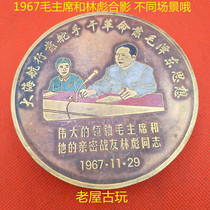 1967毛主席和林彪合影 不同场景哦
大海航行靠舵手干革命靠毛泽东思想
伟大的领袖毛主席和
他的亲密战友林彪同志
1967-11-29
老屋古玩